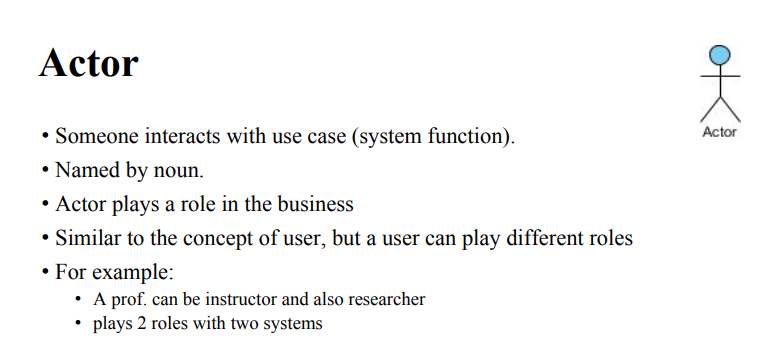 Actor
Actor
• Someone interacts with use case (system function).
• Named by noun.
• Actor plays a role in the business
• Similar to the concept of user, but a user can play different roles
• For example:
• A prof. can be instructor and also researcher
• plays 2 roles with two systems